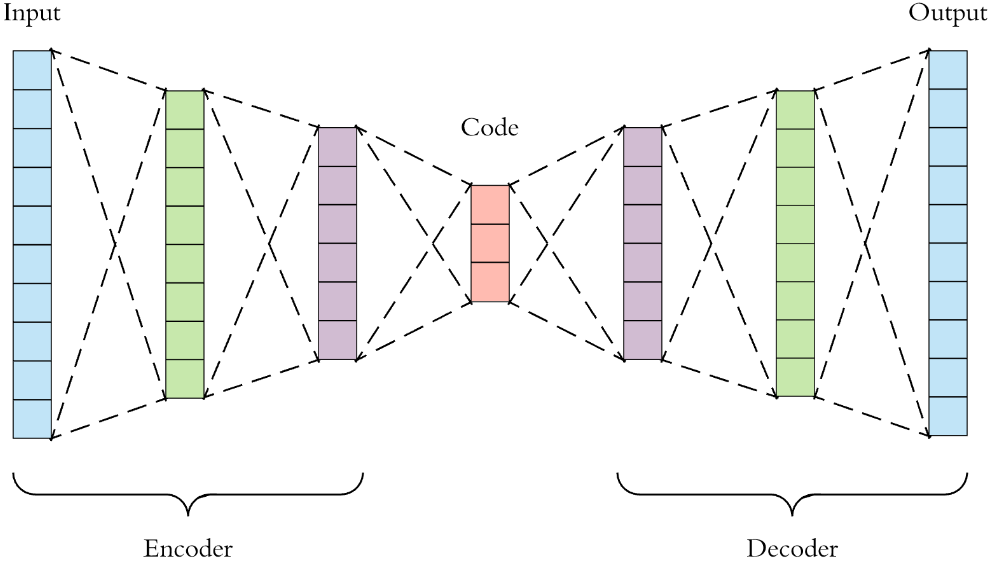 Input
Output
Code
Encoder
Decoder